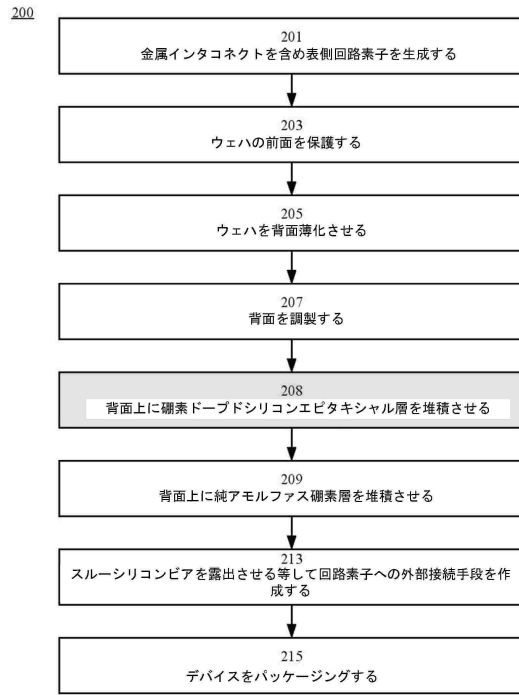 200
201
金属インタコネクトを含め表側回路素子を生成する
203
ウェハの前面を保護する
205
ウェハを背面薄化させる
207
背面を調製する
208
背面上に硼素ドープドシリコンエピタキシャル層を堆積させる
209
背面上に純アモルファス硼素層を堆積させる
213
スルーシリコンビアを露出させる等して回路素子への外部接続手段を作
成する
215
デバイスをパッケージングする